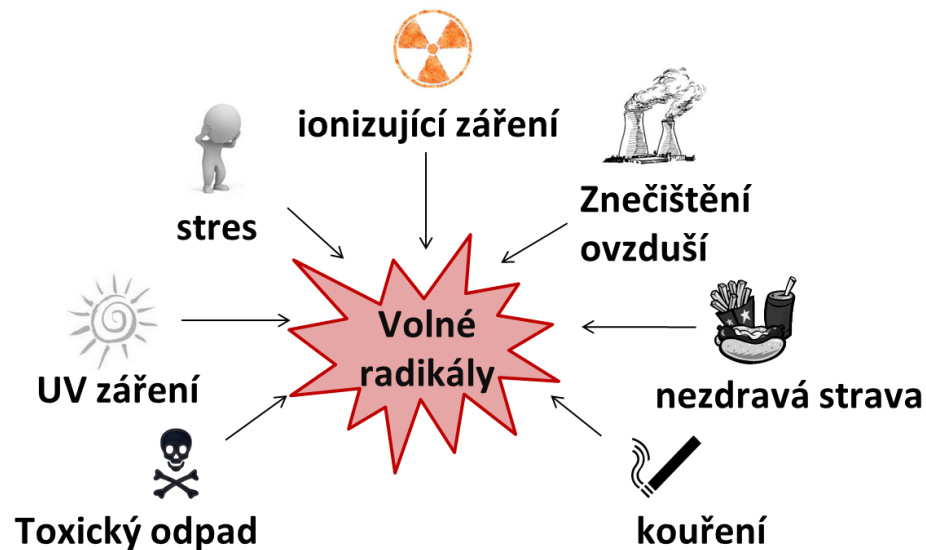 ionizující záření
stres
Znečištění
ovzduší
Volné
radikály
UV záření
nezdravá strava
Toxický odpad
kouření